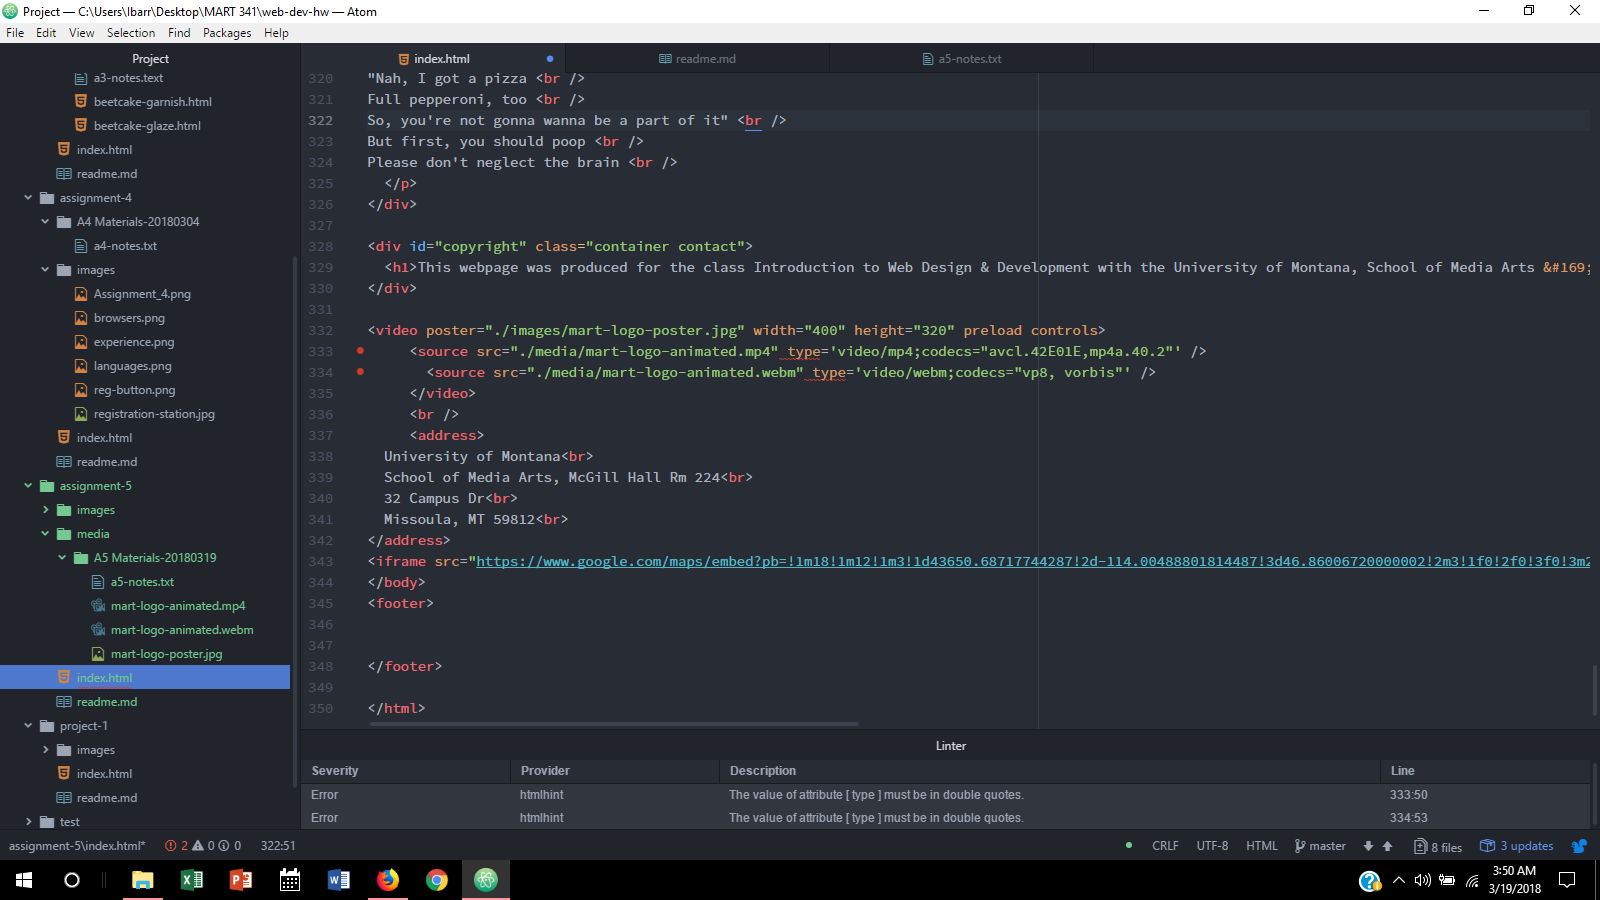 Project — C:\Users\lbarr\Desktop\MART 341\web-dev-hw — Atom
File Edit View Selection Find Packages Help
Project
a3-notes.text
beetcake-garnish.html
beetcake-glaze.html
index.html
readme.md
assignment-4
A4 Materials-20180304
a4-notes.txt
images
Assignment_4.png
browsers.png
experience.png
languages.png
reg-button.png
registration-station.jpg
index.html
readme.md
assignment-5
images
media
A5 Materials-20180319
a5-notes.txt
mart-logo-animated.mp4
mart-logo-animated.webm
mart-logo-poster.jpg
index.html
readme.md
project-1
images
index.html
readme.md
test
index.html readme.md a5-notes.txt
320 "Nah, I got a pizza <br />
321 Full pepperoni, too <br />
322 So, you're not gonna wanna be a part of it" <br />
323 But first, you should poop <br />
324 Please don't neglect the brain <br />
325 </p>
326 </div>
327
328 <div id="copyright" class="container contact">
329 <h1>This webpage was produced for the class Introduction to Web Design & Development with the University of Montana, School of Media Arts &#169;
330 </div>
331
332 <video poster="./images/mart-logo-poster.jpg" width="400" height="320" preload controls>
333 <source src="./media/mart-logo-animated.mp4" type='video/mp4;codecs="avcl.42E01E,mp4a.40.2"' />
334 <source src="./media/mart-logo-animated.webm" type='video/webm;codecs="vp8, vorbis"' />
335 </video>
336 <br />
337 <address>
338 University of Montana<br>
339 School of Media Arts, McGill Hall Rm 224<br>
340 32 Campus Dr<br>
341 Missoula, MT 59812<br>
342 </address>
343 <iframe src="https://www.google.com/maps/embed?pb=!1m18!1m12!1m3!1d43650.68717744287!2d-114.00488801814487!3d46.86006720000002!2m3!1f0!2f0!3f0!3m2
344 </body>
345 <footer>
346
347
348 </footer>
349
350 </html>
Linter
Severity Provider Description Line
Error htmlhint The value of attribute [ type ] must be in double quotes. 333:50
Error htmlhint The value of attribute [ type ] must be in double quotes. 334:53
assignment-5\index.html* 2 0 0 322:51 CRLF UTF-8 HTML master 8 files 3 updates
3:50 AM
3/19/2018